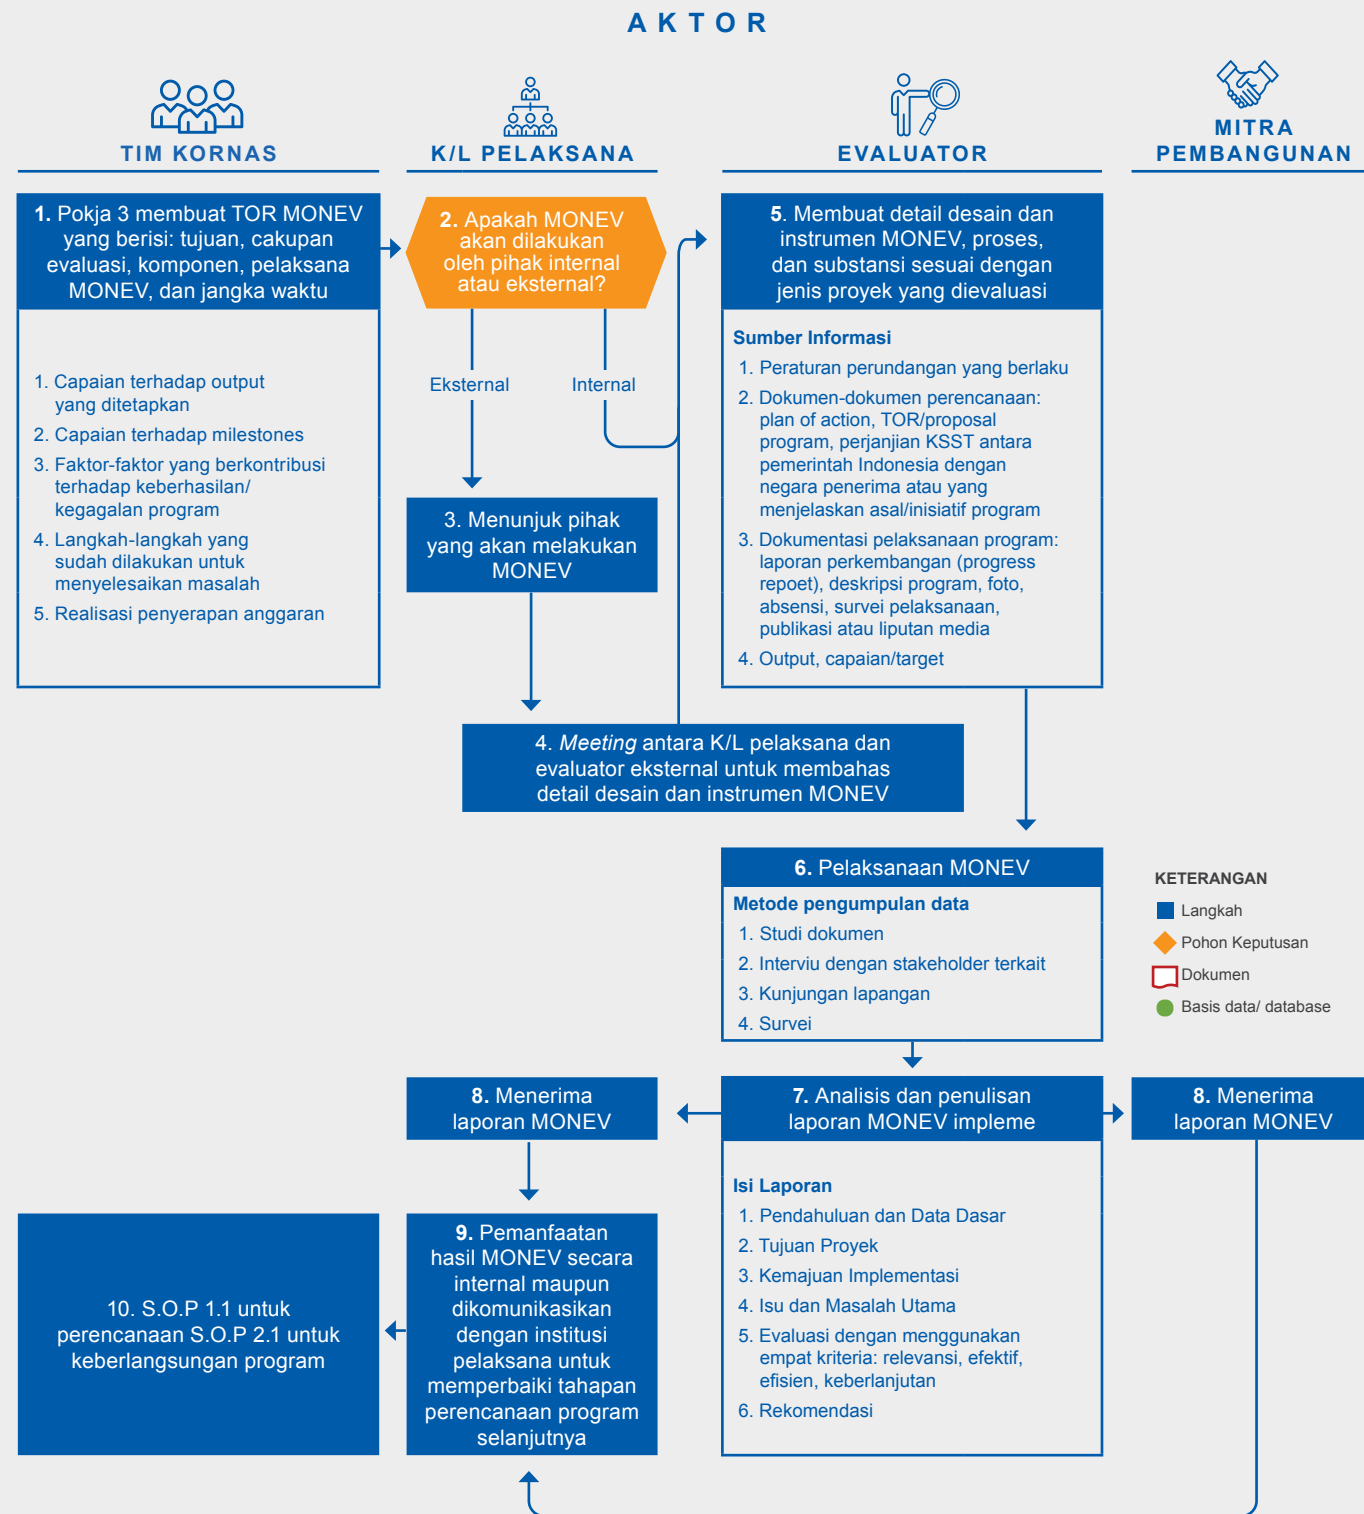 AKTOR
TIM KORNAS
K/L PELAKSANA
EVALUATOR
MITRA
PEMBANGUNAN
1. Pokja 3 membuat TOR MONEV
yang berisi: tujuan, cakupan
evaluasi, komponen, pelaksana
MONEV, dan jangka waktu
1. Capaian terhadap output
yang ditetapkan
2. Capaian terhadap milestones
3. Faktor-faktor yang berkontribusi
terhadap keberhasilan/
kegagalan program
4. Langkah-langkah yang
sudah dilakukan untuk
menyelesaikan masalah
5. Realisasi penyerapan anggaran
2. Apakah MONEV
akan dilakukan
oleh pihak internal
atau eksternal?
Eksternal
Internal
3. Menunjuk pihak
yang akan melakukan
MONEV
4. Meeting antara K/L pelaksana dan
evaluator eksternal untuk membahas
detail desain dan instrumen MONEV
5. Membuat detail desain dan
instrumen MONEV, proses,
dan substansi sesuai dengan
jenis proyek yang dievaluasi
Sumber Informasi
1. Peraturan perundangan yang berlaku
2. Dokumen-dokumen perencanaan:
plan of action, TOR/proposal
program, perjanjian KSST antara
pemerintah Indonesia dengan
negara penerima atau yang
menjelaskan asal/inisiatif program
3. Dokumentasi pelaksanaan program:
laporan perkembangan (progress
repoet), deskripsi program, foto,
absensi, survei pelaksanaan,
publikasi atau liputan media
4. Output, capaian/target
6. Pelaksanaan MONEV
Metode pengumpulan data
1. Studi dokumen
2. Interviu dengan stakeholder terkait
3. Kunjungan lapangan
4. Survei
KETERANGAN
Langkah
Pohon Keputusan
Dokumen
Basis data/ database
7. Analisis dan penulisan
laporan MONEV impleme
Isi Laporan
1. Pendahuluan dan Data Dasar
2. Tujuan Proyek
3. Kemajuan Implementasi
4. Isu dan Masalah Utama
5. Evaluasi dengan menggunakan
empat kriteria: relevansi, efektif,
efisien, keberlanjutan
6. Rekomendasi
8. Menerima
laporan MONEV
8. Menerima
laporan MONEV
9. Pemanfaatan
hasil MONEV secara
internal maupun
dikomunikasikan
dengan institusi
pelaksana untuk
memperbaiki tahapan
perencanaan program
selanjutnya
10. S.O.P 1.1 untuk
perencanaan S.O.P 2.1 untuk
keberlangsungan program